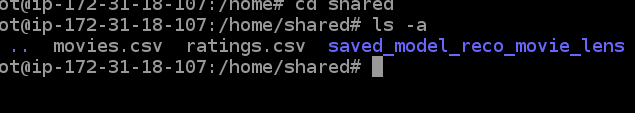 ot@ip-172-31-18-107:/home# cd shared
ot@ip-172-31-18-107:/home/shared# ls -a
.. movies.csv ratings.csv saved_model_reco_movie_lens
ot@ip-172-31-18-107:/home/shared#